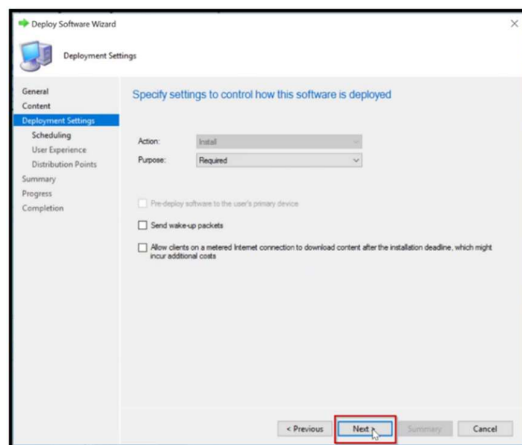 Deploy Software Wizard
Deployment Settings
General
Content
Deployment Settings
Scheduling
User Experience
Distribution Points
Summary
Progress
Completion
Specify settings to control how this software is deployed
Action: Install
Purpose: Required
Pre-deploy software to the user's primary device
Send wake-up packets
Allow clients on a metered Internet connection to download content after the installation deadline, which might
incur additional costs
< Previous Next > Summary Cancel